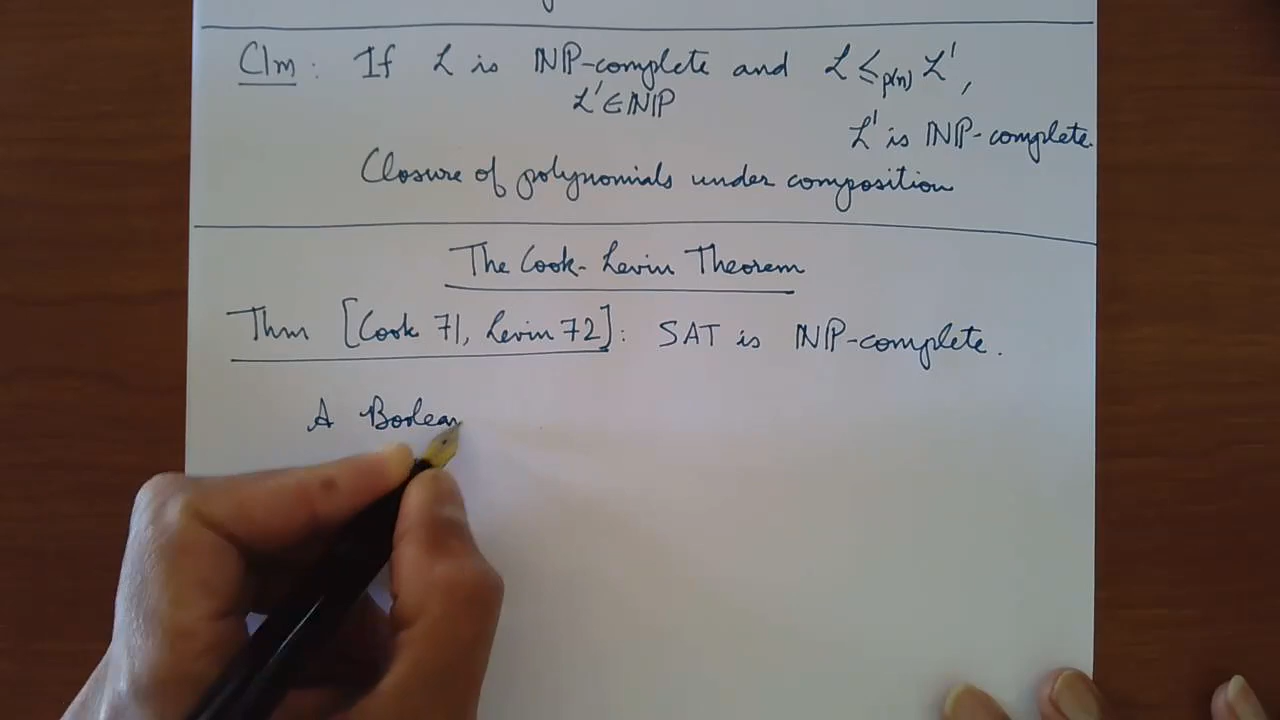 Clm: If L is NP-complete and L ≤p(n) L',
L' ∈ NP
L' is NP-complete.
Closure of polynomials under composition
The Cook-Levin Theorem
Thm [Cook 71, Levin 72]: SAT is NP-complete.
A Boolean